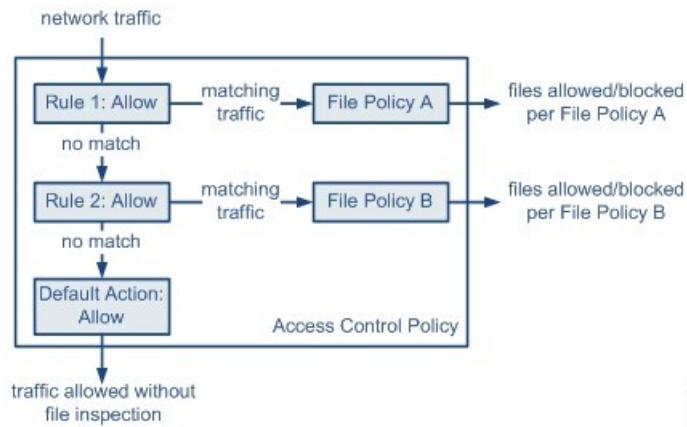 network traffic
Rule 1: Allow
matching
traffic
File Policy A
files allowed/blocked
per File Policy A
no match
Rule 2: Allow
matching
traffic
File Policy B
files allowed/blocked
per File Policy B
no match
Default Action:
Allow
Access Control Policy
traffic allowed without
file inspection